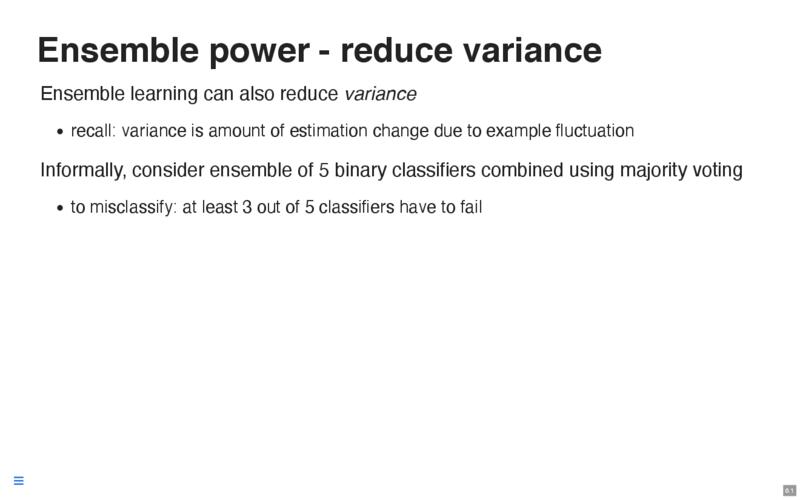 Ensemble power - reduce variance
Ensemble learning can also reduce variance
• recall: variance is amount of estimation change due to example fluctuation
Informally, consider ensemble of 5 binary classifiers combined using majority voting
• to misclassify: at least 3 out of 5 classifiers have to fail
6.1